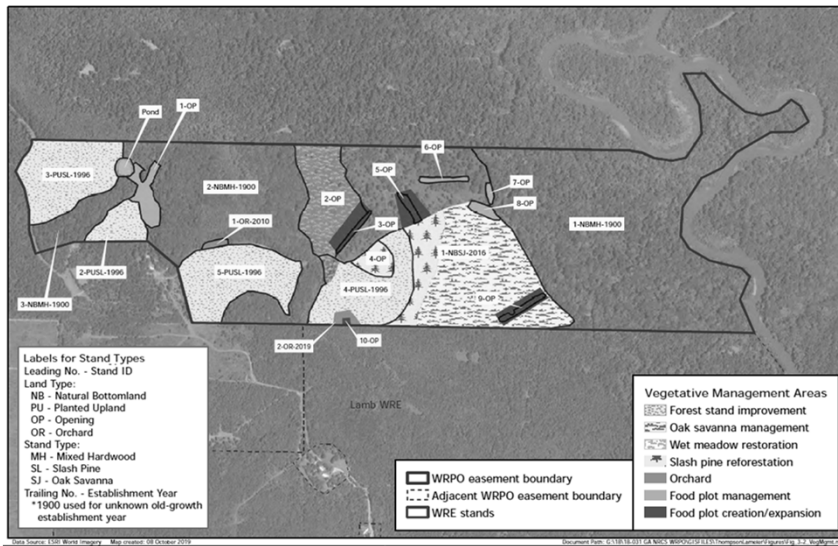 Pond
1-OP
3-PUSL-1996
2-NBMH-1900
1-OR-2010
2-PUSL-1996
3-NBMH-1900
5-PUSL-1996
2-OP
3-OP
4-OP
5-OP
6-OP
7-OP
8-OP
1-NBSJ-2016
1-NBMH-1900
4-PUSL-1996
9-OP
2-OR-2019
10-OP
Lamb WRE
Labels for Stand Types
Leading No. - Stand ID
Land Type:
NB - Natural Bottomland
PU - Planted Upland
OP - Opening
OR - Orchard
Stand Type:
MH - Mixed Hardwood
SL - Slash Pine
SJ - Oak Savanna
Trailing No. - Establishment Year
*1900 used for unknown old-growth
establishment year
WRPO easement boundary
Adjacent WRPO easement boundary
WRE stands
Vegetative Management Areas
Forest stand improvement
Oak savanna management
Wet meadow restoration
Slash pine reforestation
Orchard
Food plot management
Food plot creation/expansion
Data Source: ESRI World Imagery Map created: 08 October 2019